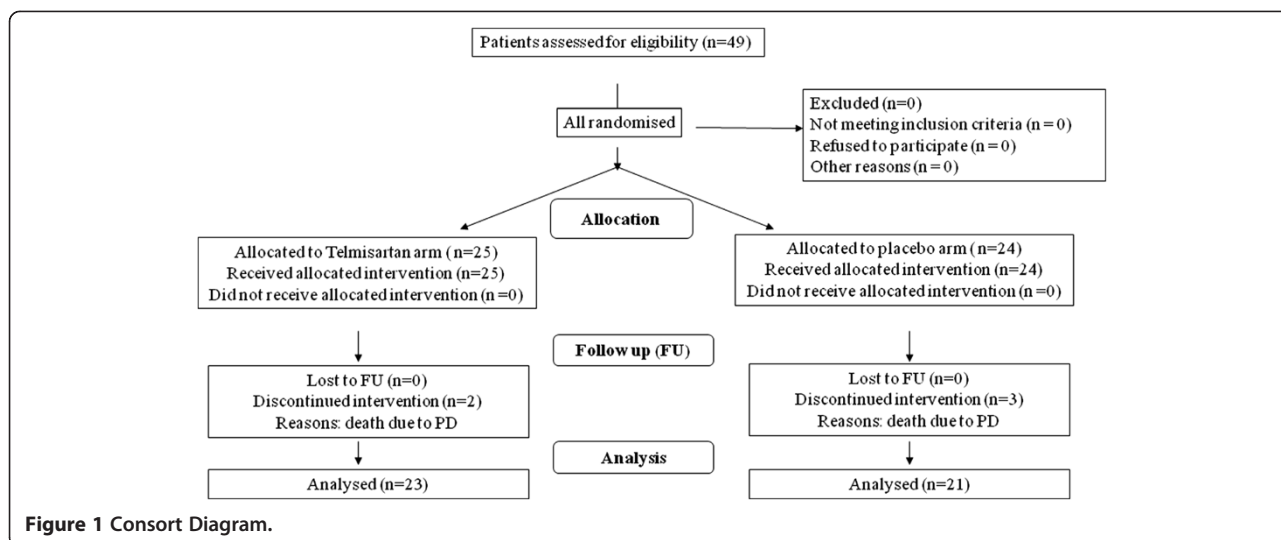 Patients assessed for eligibility (n=49)
All randomised
Excluded (n=0)
Not meeting inclusion criteria (n = 0)
Refused to participate (n = 0)
Other reasons (n = 0)
Allocation
Allocated to Telmisartan arm (n=25)
Received allocated intervention (n=25)
Did not receive allocated intervention (n =0)
Allocated to placebo arm (n=24)
Received allocated intervention (n=24)
Did not receive allocated intervention (n =0)
Follow up (FU)
Lost to FU (n=0)
Discontinued intervention (n=2)
Reasons: death due to PD
Lost to FU (n=0)
Discontinued intervention (n=3)
Reasons: death due to PD
Analysis
Analysed (n=23)
Analysed (n=21)
Figure 1 Consort Diagram.